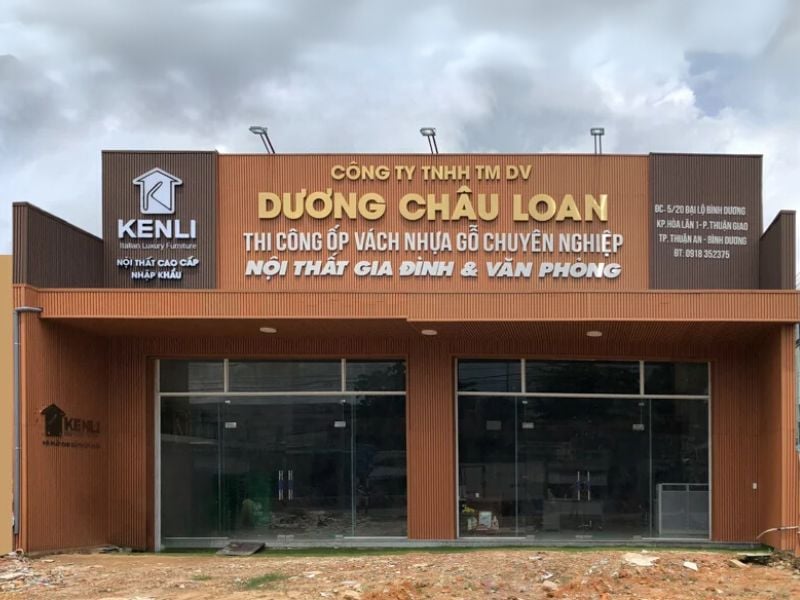 KENLI
Italian Luxury Furniture
NỘI THẤT CAO CẤP
NHẬP KHẨU
CÔNG TY TNHH TM DV
DƯƠNG CHÂU LOAN
THI CÔNG ỐP VÁCH NHỰA GỖ CHUYÊN NGHIỆP
NỘI THẤT GIA ĐÌNH & VĂN PHÒNG
ĐC- 5/20 ĐẠI LỘ BÌNH DƯƠNG
KP.HÒA LÂN 1-P.THUẬN GIAO
TP.THUẬN AN - BÌNH DƯƠNG
ĐT: 0918 352375
KENLI